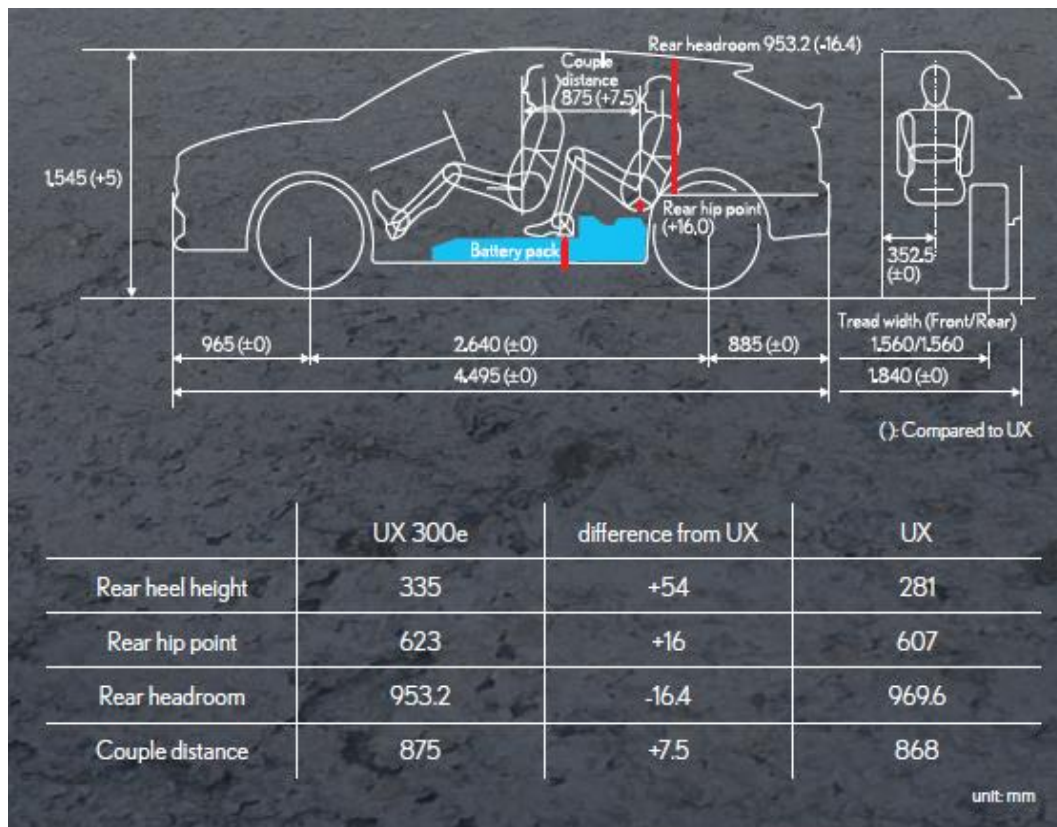 Rear headroom 953.2 (-16.4)
Couple
distance
875 (+7.5)
1.545 (+5)
Rear hip point
(+16,0)
Battery pack
352.5
(±0)
Tread width (Front/Rear)
965 (±0)
2.640 (±0)
885 (±0)
1.560/1.560
4.495 (±0)
1.840 (±0)
( ): Compared to UX
UX 300e difference from UX UX
Rear heel height 335 +54 281
Rear hip point 623 +16 607
Rear headroom 953.2 -16.4 969.6
Couple distance 875 +7.5 868
unit: mm